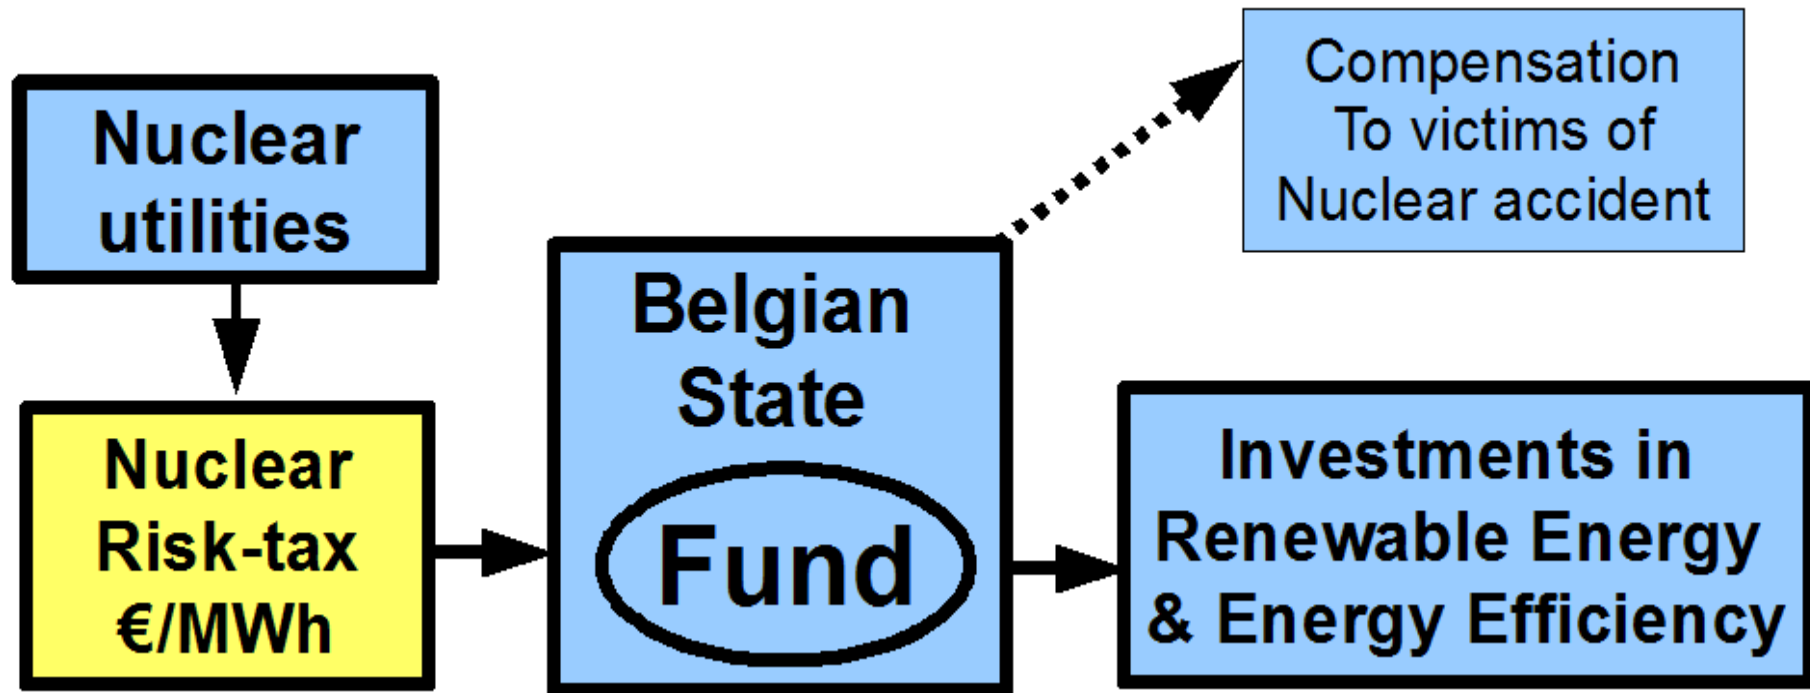 Nuclear
utilities
Nuclear
Risk-tax
€/MWh
Belgian
State
Fund
Compensation
To victims of
Nuclear accident
Investments in
Renewable Energy
& Energy Efficiency